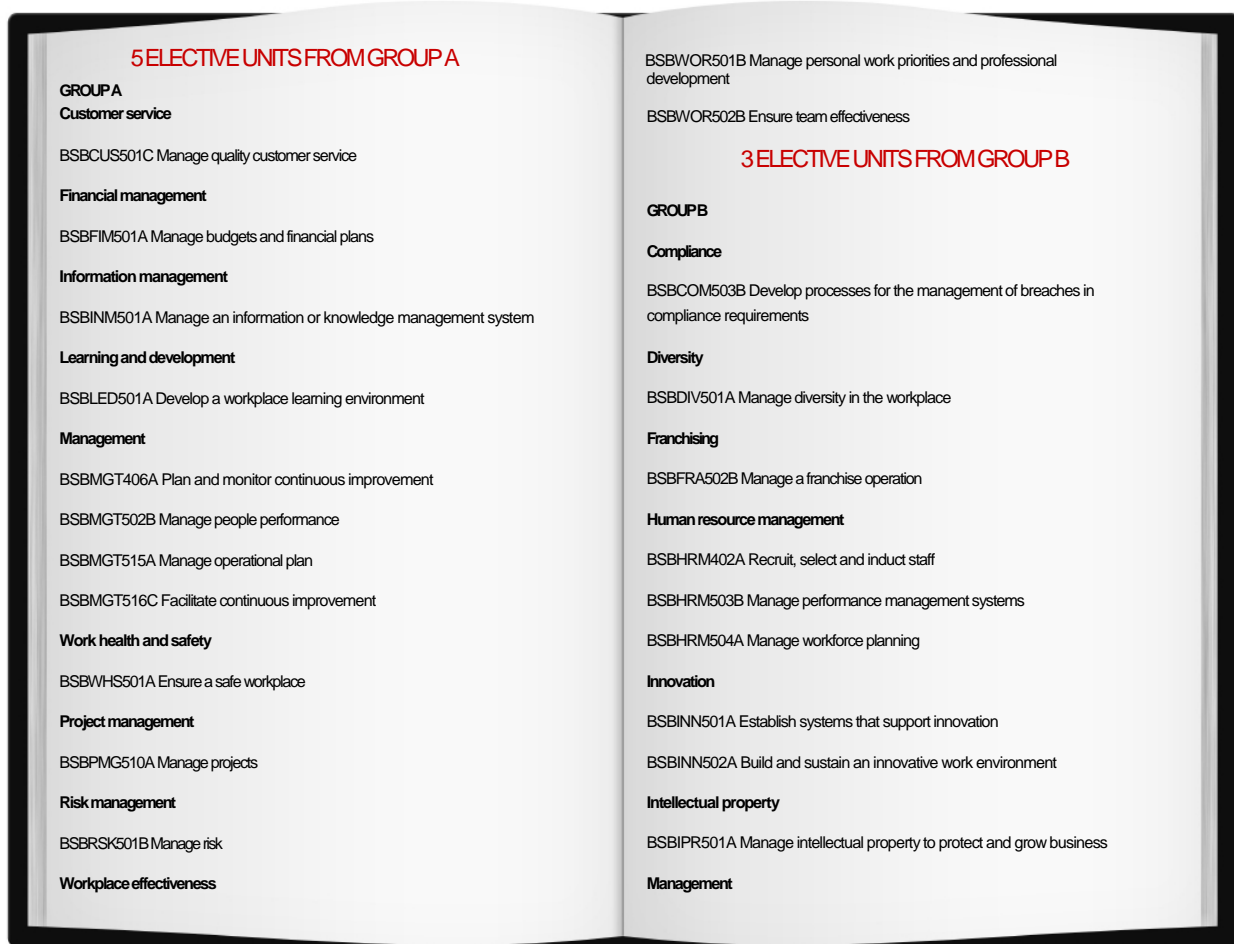 5 ELECTIVE UNITS FROM GROUP A
GROUP A
Customer service
BSBCUS501C Manage quality customer service
Financial management
BSBFIM501A Manage budgets and financial plans
Information management
BSBINM501A Manage an information or knowledge management system
Learning and development
BSBLED501A Develop a workplace learning environment
Management
BSBMGT406A Plan and monitor continuous improvement
BSBMGT502B Manage people performance
BSBMGT515A Manage operational plan
BSBMGT516C Facilitate continuous improvement
Work health and safety
BSBWHS501A Ensure a safe workplace
Project management
BSBPMG510A Manage projects
Risk management
BSBRSK501B Manage risk
Workplace effectiveness
BSBWOR501B Manage personal work priorities and professional
development
BSBWOR502B Ensure team effectiveness
3 ELECTIVE UNITS FROM GROUP B
GROUP B
Compliance
BSBCOM503B Develop processes for the management of breaches in
compliance requirements
Diversity
BSBDIV501A Manage diversity in the workplace
Franchising
BSBFRA502B Manage a franchise operation
Human resource management
BSBHRM402A Recruit, select and induct staff
BSBHRM503B Manage performance management systems
BSBHRM504A Manage workforce planning
Innovation
BSBINN501A Establish systems that support innovation
BSBINN502A Build and sustain an innovative work environment
Intellectual property
BSBIPR501A Manage intellectual property to protect and grow business
Management